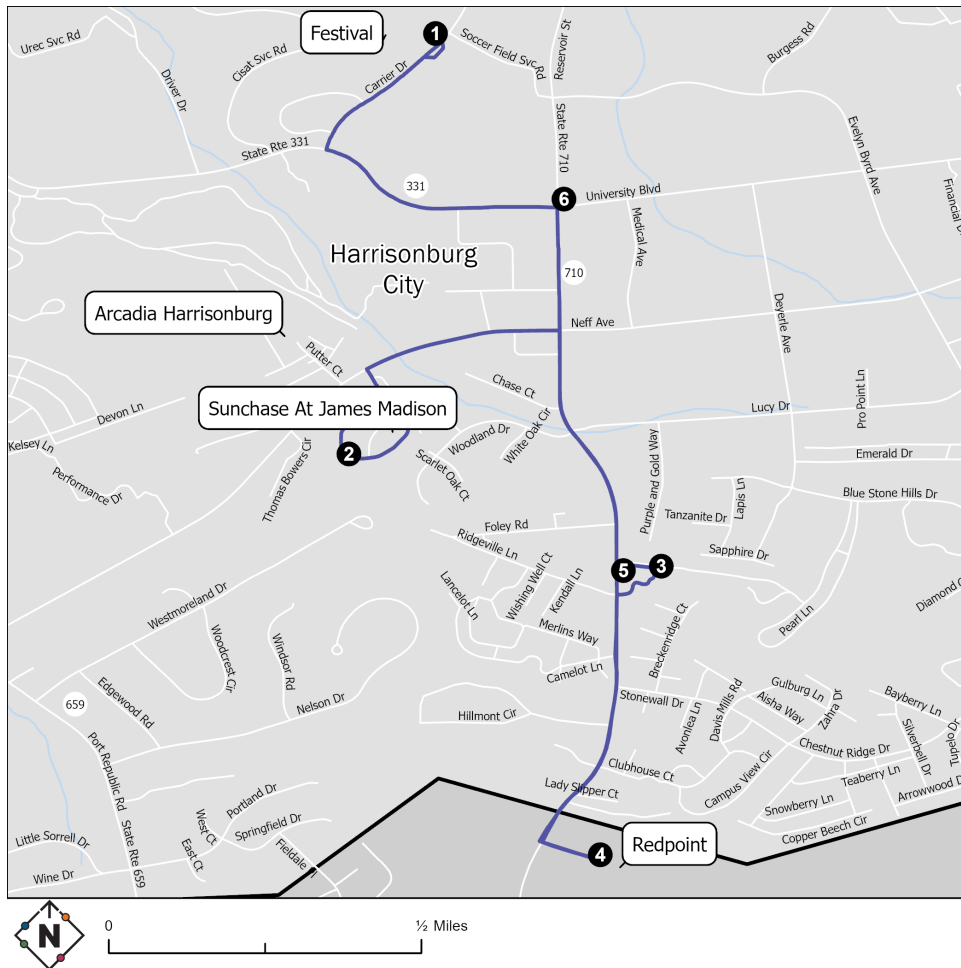 Festival
1
Urec Svc Rd
Cisat Svc Rd
Soccer Field Svc Rd
Reservoir St
Burgess Rd
Driver Dr
Carrier Dr
State Rte 331
State Rte 710
Evelyn Byrd Ave
331
6
University Blvd
Medical Ave
Financial Dr
Harrisonburg
City
710
Arcadia Harrisonburg
Neff Ave
Deyerle Ave
Putter Ct
Chase Ct
Pro Point Ln
Devon Ln
Sunchase At James Madison
Lucy Dr
Kelsey Ln
White Oak Cir
Woodland Dr
2
Thomas Bowers Cir
Scarlet Oak Ct
Purple and Gold Way
Emerald Dr
Performance Dr
Lapis Ln
Blue Stone Hills Dr
Tanzanite Dr
Foley Rd
Ridgeville Ln
Sapphire Dr
5
3
Lancelot Ln
Wishing Well Ct
Kendall Ln
Westmoreland Dr
Pearl Ln
Diamond
Woodcrest Cir
Windsor Rd
Merlins Way
Breckenridge Ct
Camelot Ln
Edgewood Rd
659
Nelson Dr
Stonewall Dr
Hillmont Cir
Avonlea Ln
Davis Mills Rd
Gulburg Ln
Aisha Way
Zahra Dr
Bayberry Ln
Silverbell Dr
Tupelo
Chestnut Ridge Dr
Port Republic Rd
Clubhouse Ct
Campus View Cir
Teaberry Ln
Lady Slipper Ct
Snowberry Ln
Arrowwood D
Portland Dr
West Ct
Springfield Dr
Copper Beech Cir
Little Sorrell Dr
East Ct
Fieldale
State Rte 659
4
Redpoint
Wine Dr
N
0
½ Miles